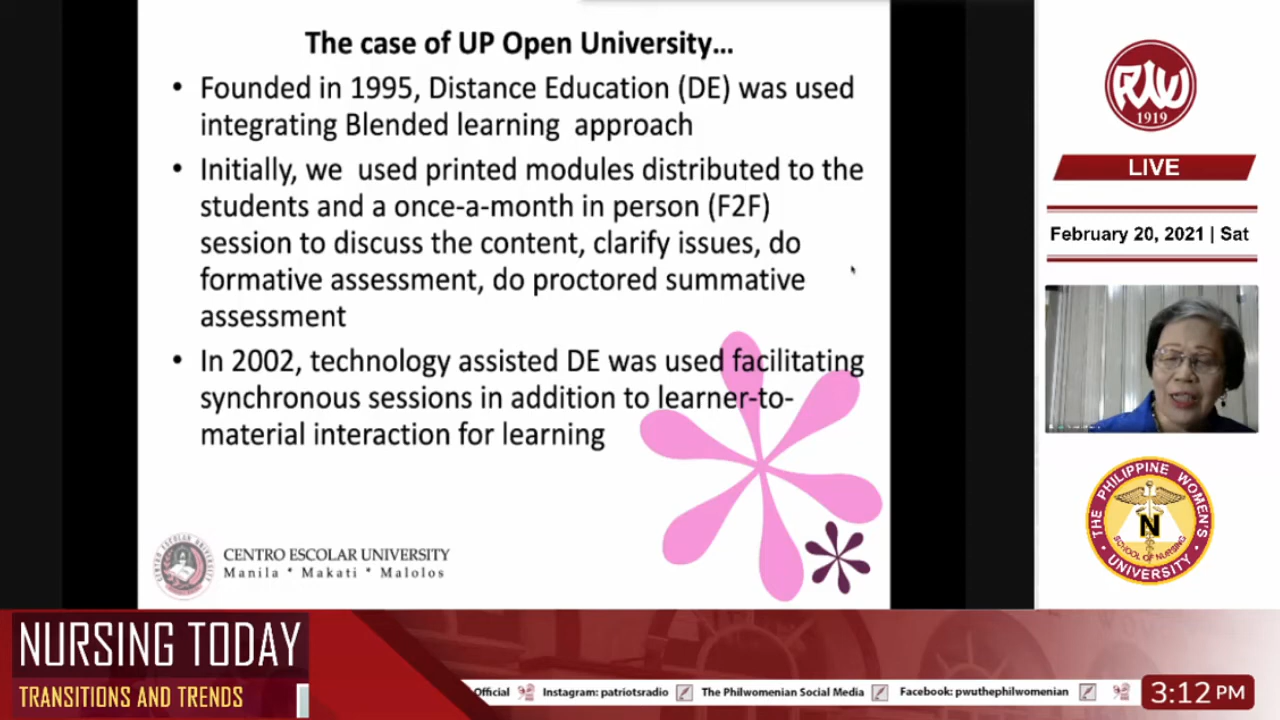 The case of UP Open University...
• Founded in 1995, Distance Education (DE) was used
integrating Blended learning approach
• Initially, we used printed modules distributed to the
students and a once-a-month in person (F2F)
session to discuss the content, clarify issues, do
formative assessment, do proctored summative
assessment
• In 2002, technology assisted DE was used facilitating
synchronous sessions in addition to learner-to-
material interaction for learning
CENTRO ESCOLAR UNIVERSITY
Manila * Makati * Malolos
1919
LIVE
February 20, 2021 | Sat
THE PHILIPPINE WOMEN'S
UNIVERSITY
SCHOOL OF NURSING
N
NURSING TODAY
TRANSITIONS AND TRENDS
Official
Instagram: patriotsradio
The Philwomenian Social Media
Facebook: pwuthephilwomenian
3:12 PM